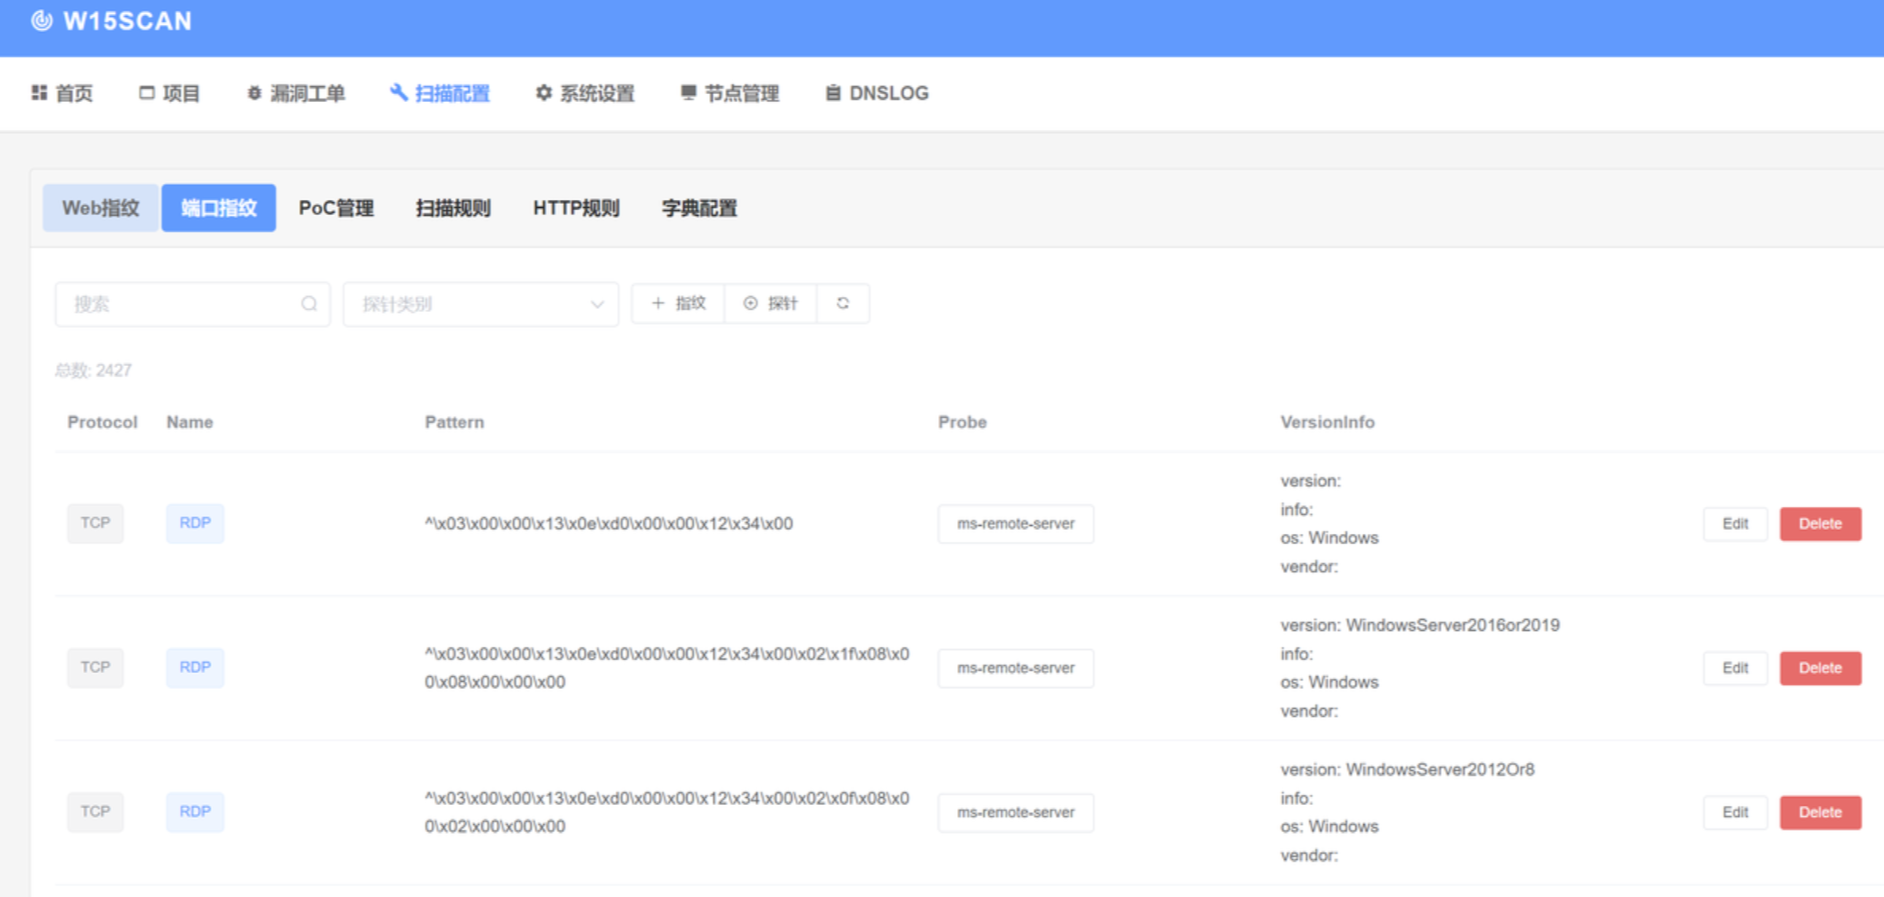 W15SCAN
首页 项目 漏洞工单 扫描配置 系统设置 节点管理 DNSLOG
Web指纹 端口指纹 PoC管理 扫描规则 HTTP规则 字典配置
搜索 探针类别 指纹 探针
总数: 2427
Protocol Name Pattern Probe VersionInfo
version:
info:
TCP RDP ^\x03\x00\x00\x13\x0e\xd0\x00\x00\x12\x34\x00 ms-remote-server Edit Delete
os: Windows
vendor:
version: WindowsServer2016or2019
^\x03\x00\x00\x13\x0e\xd0\x00\x00\x12\x34\x00\x02\x1f\x08\x0 info:
TCP RDP ms-remote-server Edit Delete
0\x08\x00\x00\x00 os: Windows
vendor:
version: WindowsServer2012Or8
^\x03\x00\x00\x13\x0e\xd0\x00\x00\x12\x34\x00\x02\x0f\x08\x0 info:
TCP RDP ms-remote-server Edit Delete
0\x02\x00\x00\x00 os: Windows
vendor: